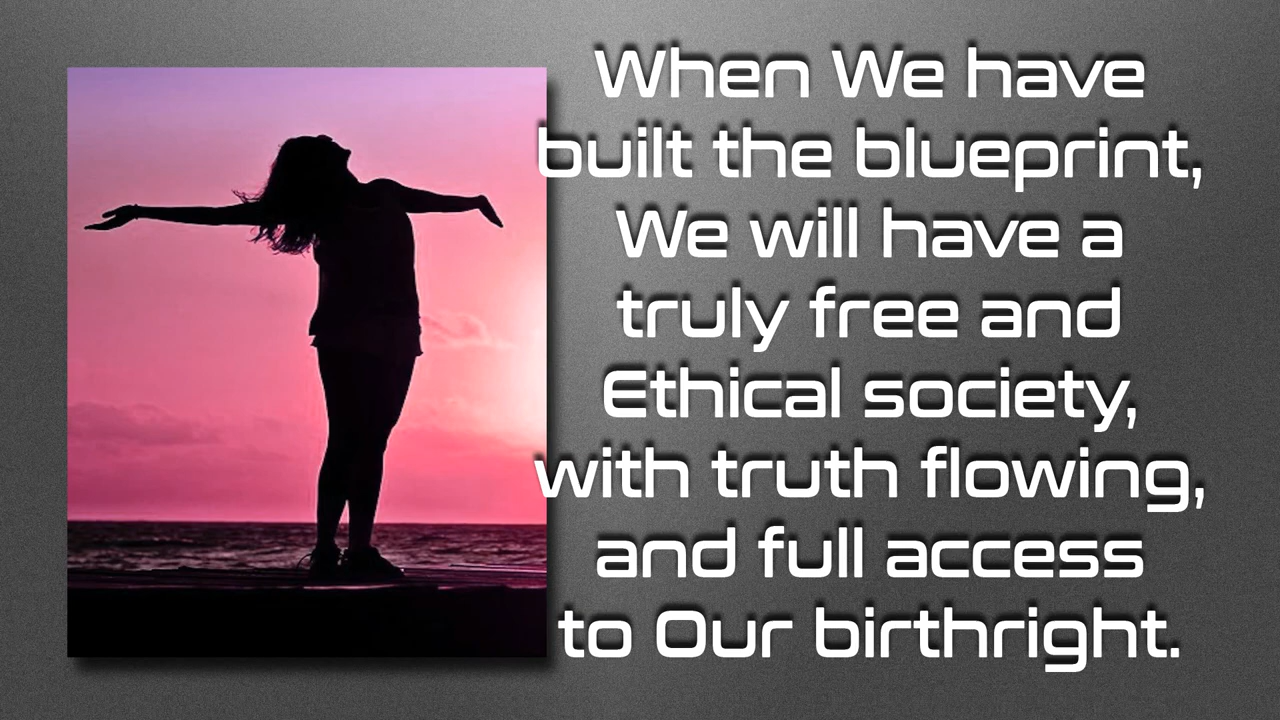 When We have
built the blueprint,
We will have a
truly free and
Ethical society,
with truth flowing,
and full access
to Our birthright.